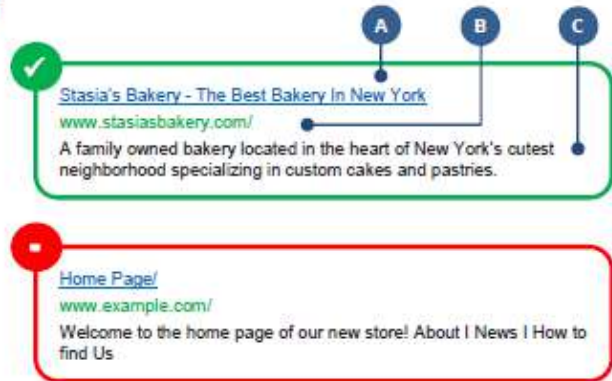 A B C
Stasia's Bakery - The Best Bakery In New York
www.stasiasbakery.com/
A family owned bakery located in the heart of New York's cutest
neighborhood specializing in custom cakes and pastries.
Home Page/
www.example.com/
Welcome to the home page of our new store! About I News I How to
find Us